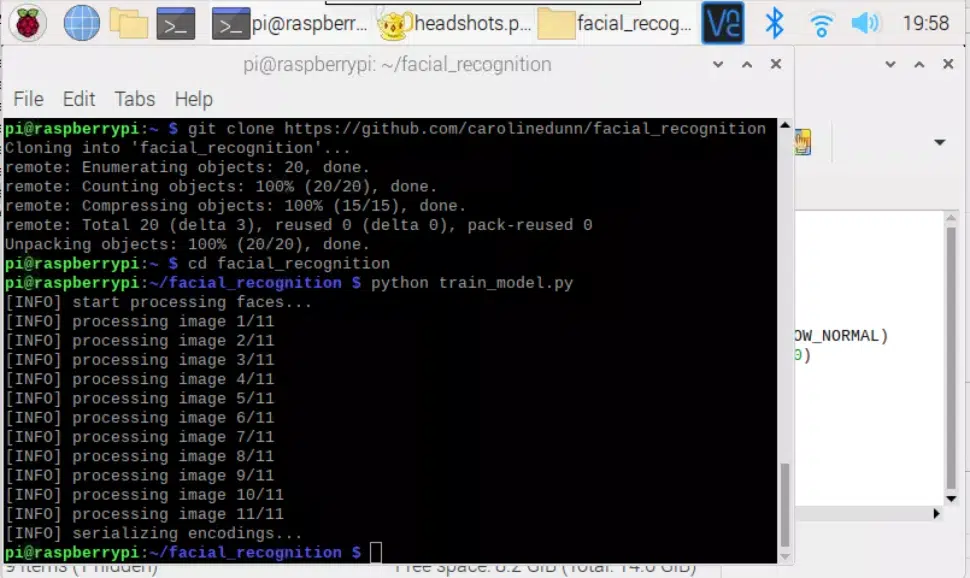 pi@raspberr... headshots.p... facial_recog... 19:58
pi@raspberrypi: ~/facial_recognition
File Edit Tabs Help
pi@raspberrypi:~ $ git clone https://github.com/carolinedunn/facial_recognition
Cloning into 'facial_recognition'...
remote: Enumerating objects: 20, done.
remote: Counting objects: 100% (20/20), done.
remote: Compressing objects: 100% (15/15), done.
remote: Total 20 (delta 3), reused 0 (delta 0), pack-reused 0
Unpacking objects: 100% (20/20), done.
pi@raspberrypi:~ $ cd facial_recognition
pi@raspberrypi:~/facial_recognition $ python train_model.py
[INFO] start processing faces...
[INFO] processing image 1/11
[INFO] processing image 2/11
[INFO] processing image 3/11
[INFO] processing image 4/11
[INFO] processing image 5/11
[INFO] processing image 6/11
[INFO] processing image 7/11
[INFO] processing image 8/11
[INFO] processing image 9/11
[INFO] processing image 10/11
[INFO] processing image 11/11
[INFO] serializing encodings...
pi@raspberrypi:~/facial_recognition $
OW_NORMAL)
0)
9 items (1 hidden) Free space: 6.2 GiB (Total: 14.0 GiB)